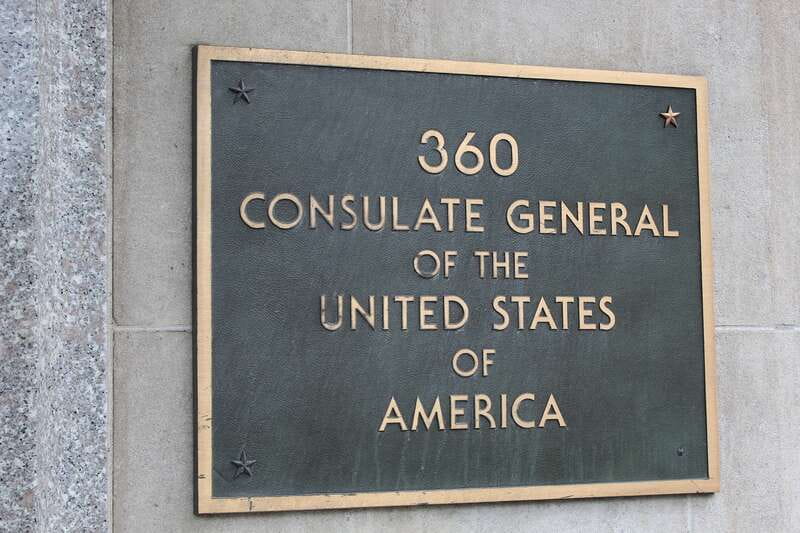 360
CONSULATE GENERAL
OF THE
UNITED STATES
OF
AMERICA